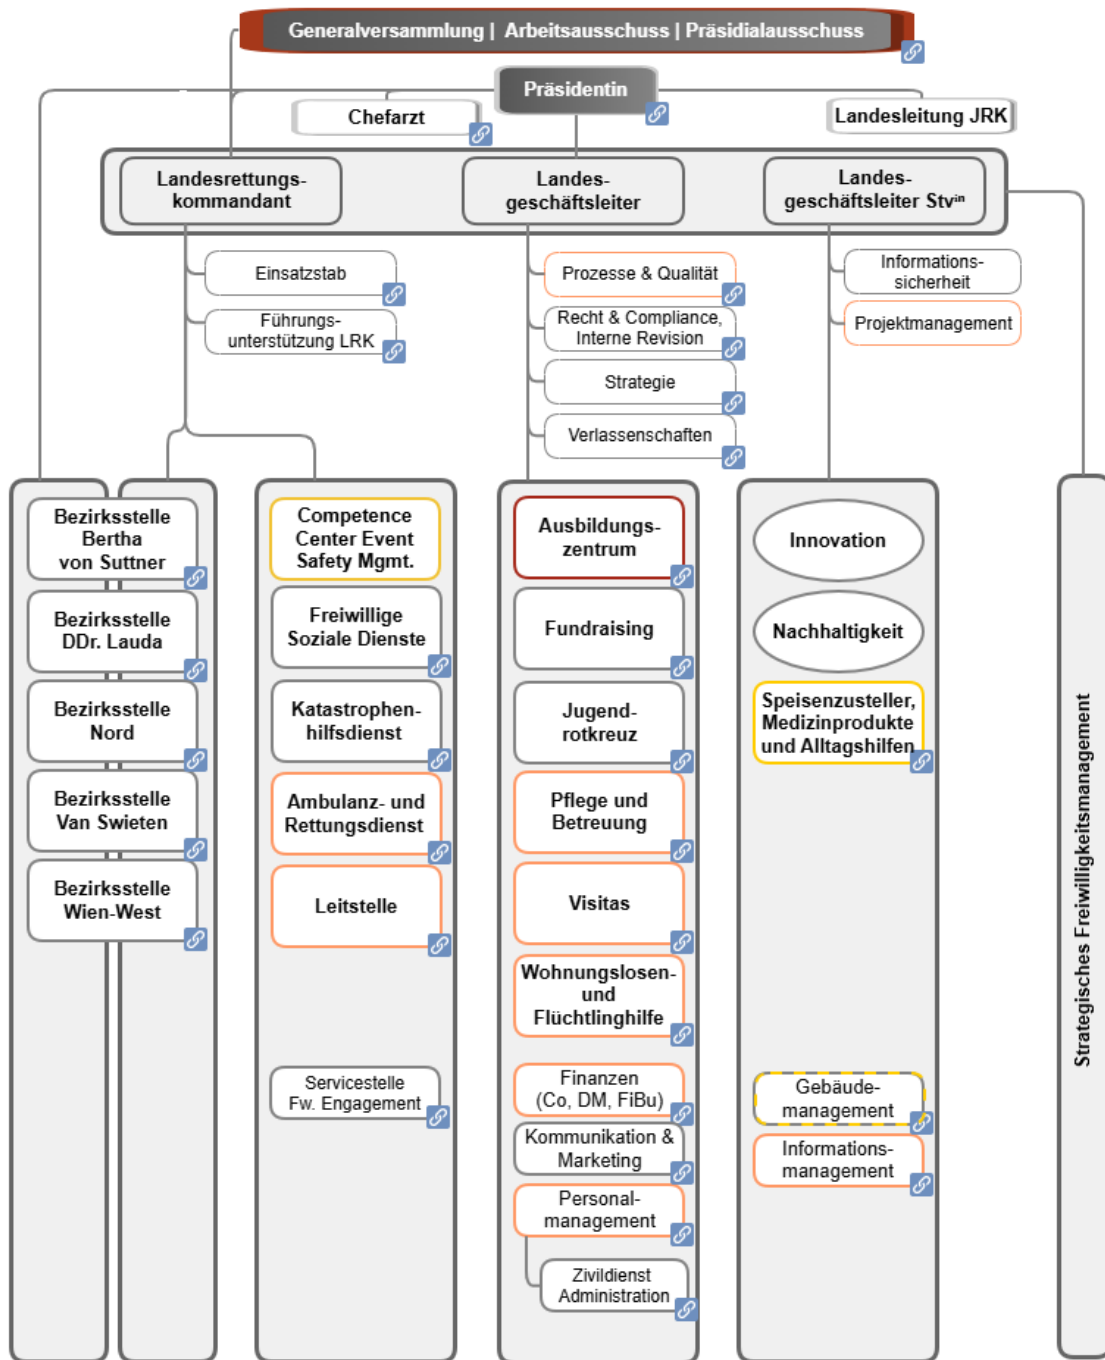 Generalversammlung | Arbeitsausschuss | Präsidialausschuss
Präsidentin
Chefarzt
Landesleitung JRK
Landesrettungs-
kommandant
Landes-
geschäftsleiter
Landes-
geschäftsleiter Stvⁱⁿ
Einsatzstab
Führungs-
unterstützung LRK
Prozesse & Qualität
Recht & Compliance,
Interne Revision
Strategie
Verlassenschaften
Informations-
sicherheit
Projektmanagement
Bezirksstelle
Bertha
von Suttner
Bezirksstelle
DDr. Lauda
Bezirksstelle
Nord
Bezirksstelle
Van Swieten
Bezirksstelle
Wien-West
Competence
Center Event
Safety Mgmt.
Freiwillige
Soziale Dienste
Katastrophen-
hilfsdienst
Ambulanz- und
Rettungsdienst
Leitstelle
Servicestelle
Fw. Engagement
Ausbildungs-
zentrum
Fundraising
Jugend-
rotkreuz
Pflege und
Betreuung
Visitas
Wohnungslosen-
und
Flüchtlinghilfe
Finanzen
(Co, DM, FiBu)
Kommunikation &
Marketing
Personal-
management
Zivildienst
Administration
Innovation
Nachhaltigkeit
Speisenzusteller,
Medizinprodukte
und Alltagshilfen
Gebäude-
management
Informations-
management
Strategisches Freiwilligkeitsmanagement